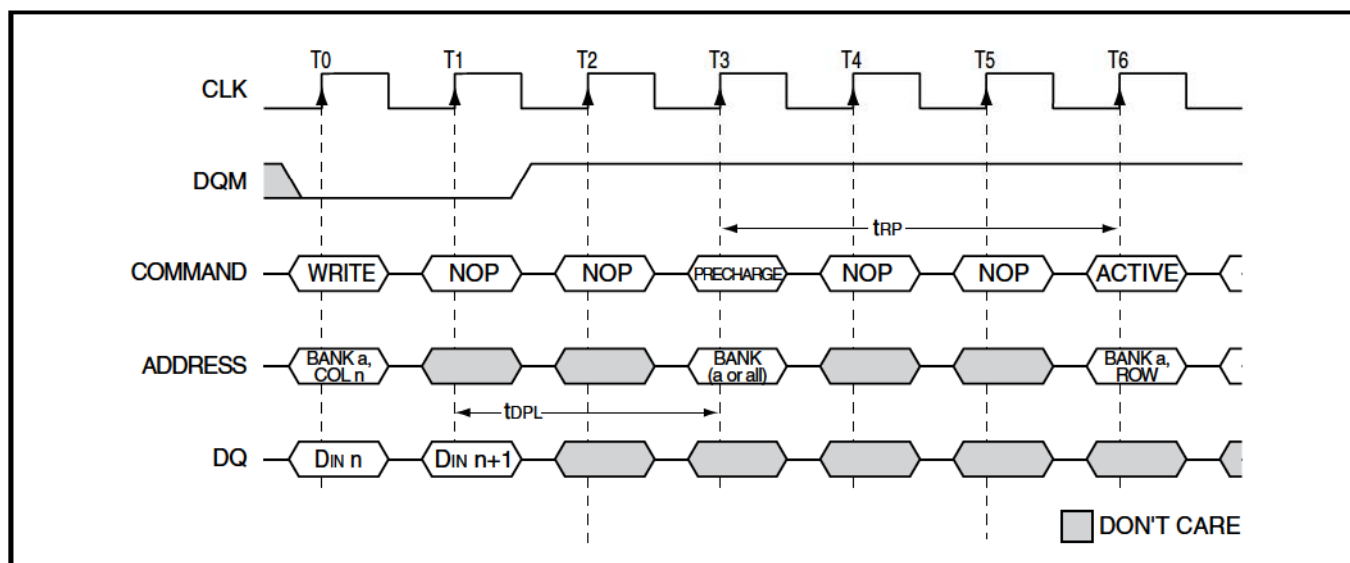 T0 T1 T2 T3 T4 T5 T6
CLK
DQM
tRP
COMMAND WRITE NOP NOP PRECHARGE NOP NOP ACTIVE
ADDRESS BANK a, COL n BANK (a or all) BANK a, ROW
tDPL
DQ DIN n DIN n+1
DON'T CARE